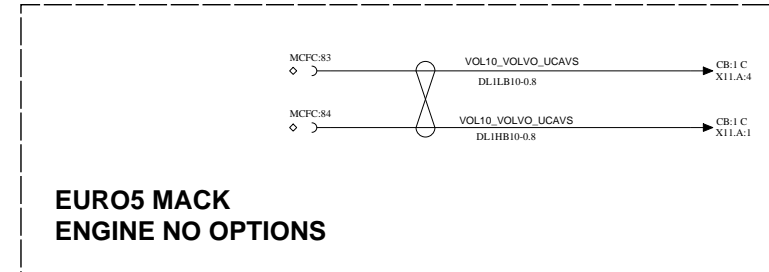 MCFC:83
VOL10_VOLVO_UCAVS
DL1LB10-0.8
CB:1 C
X11.A:4
MCFC:84
VOL10_VOLVO_UCAVS
DL1HB10-0.8
CB:1 C
X11.A:1
EURO5 MACK
ENGINE NO OPTIONS